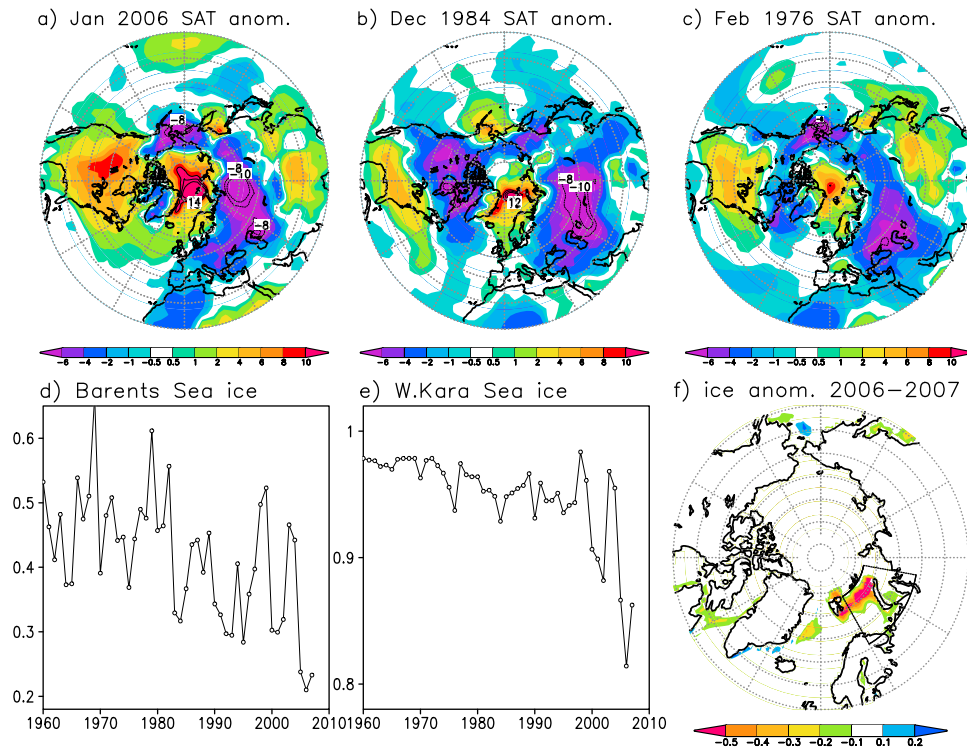 a) Jan 2006 SAT anom.
b) Dec 1984 SAT anom.
c) Feb 1976 SAT anom.
-8
-8
-10
14
-8
-8
-10
12
-6 -4 -2 -1 -0.5 0.5 1 2 4 6 8 10
-6 -4 -2 -1 -0.5 0.5 1 2 4 6 8 10
-6 -4 -2 -1 -0.5 0.5 1 2 4 6 8 10
d) Barents Sea ice
e) W.Kara Sea ice
f) ice anom. 2006-2007
0.6
0.5
0.4
0.3
0.2
1960 1970 1980 1990 2000 2010
1
0.9
0.8
1960 1970 1980 1990 2000 2010
-0.5 -0.4 -0.3 -0.2 -0.1 0.1 0.2